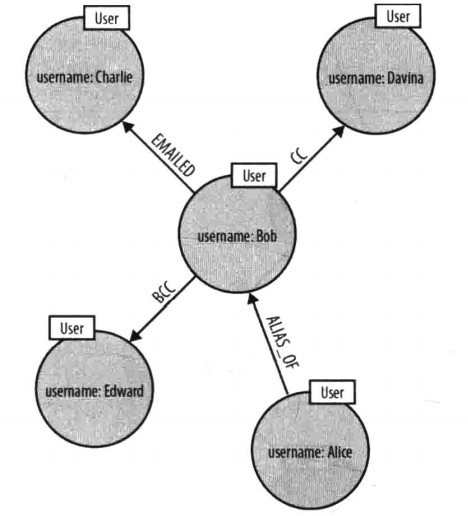 User
User
username: Charlie
username: Davina
EMAILED
CC
User
username: Bob
BCC
User
ALIAS_OF
username: Edward
User
username: Alice